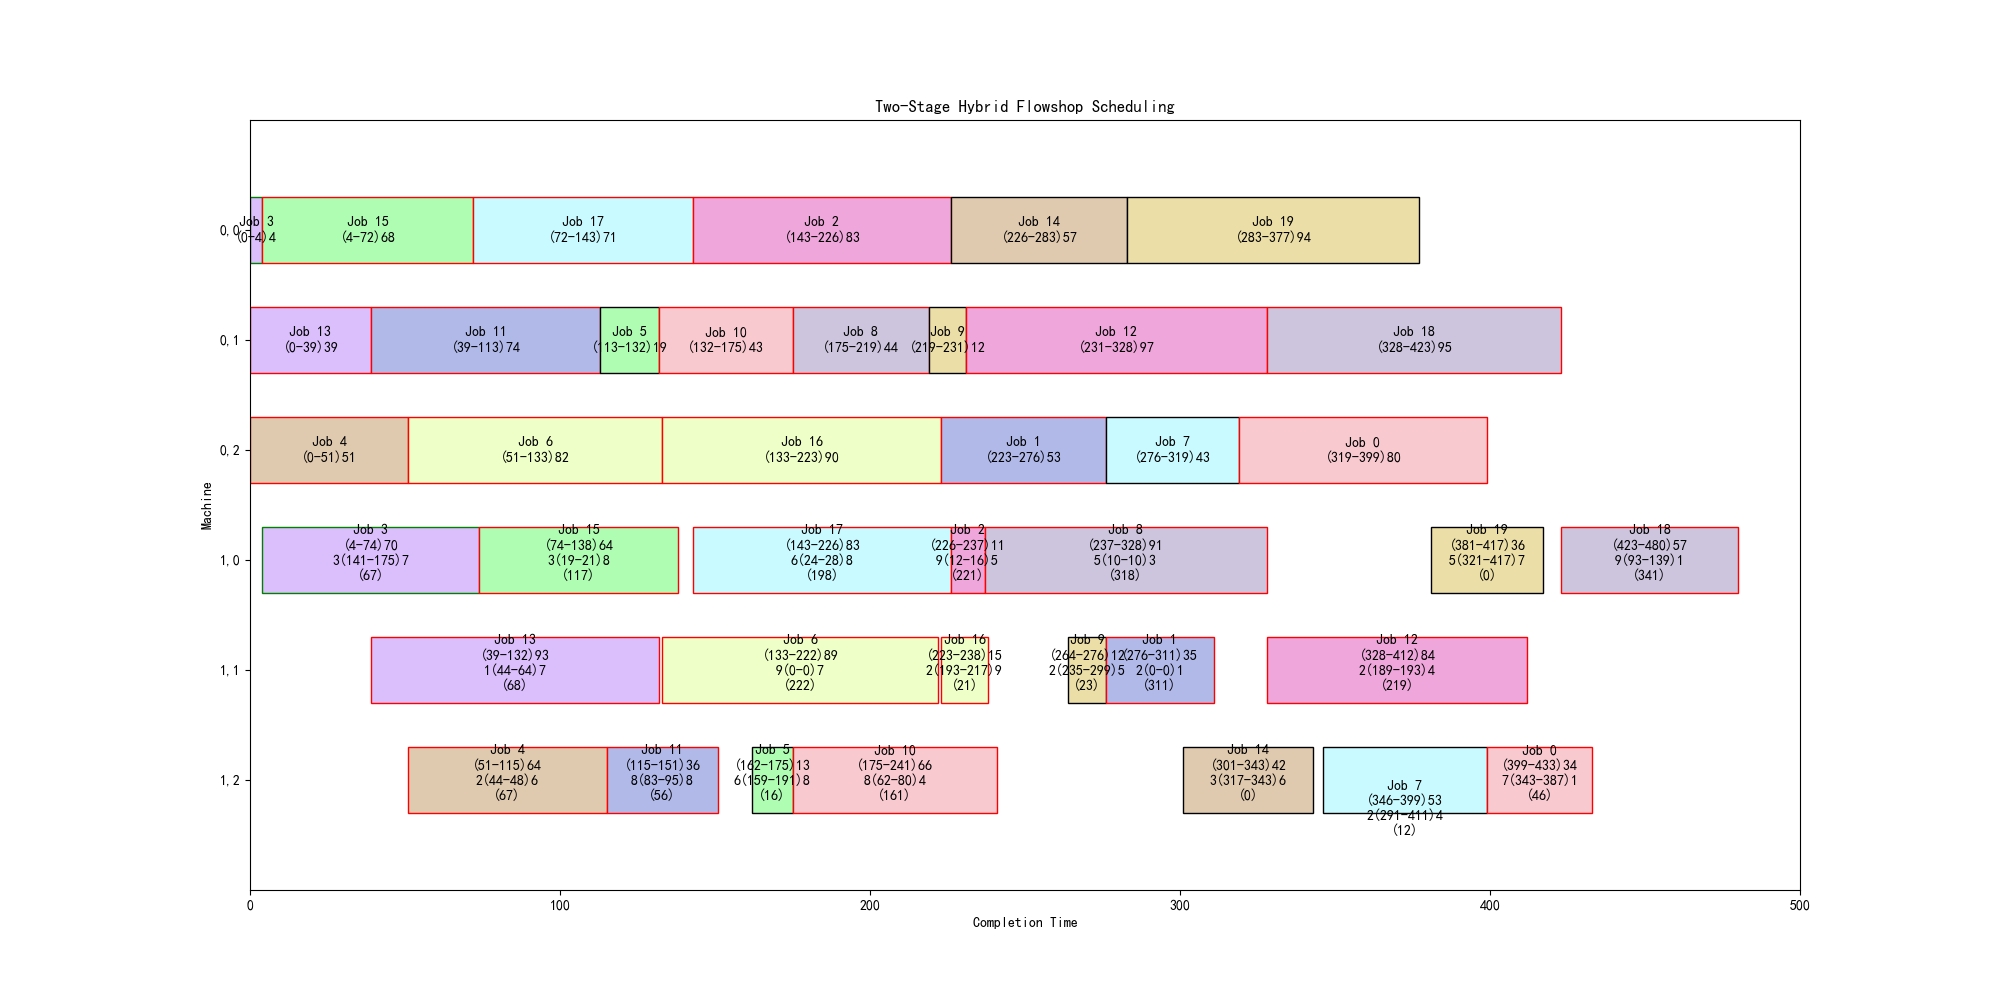 Two-Stage Hybrid Flowshop Scheduling
0,0
Job 3
(0-4)4
Job 15
(4-72)68
Job 17
(72-143)71
Job 2
(143-226)83
Job 14
(226-283)57
Job 19
(283-377)94
0,1
Job 13
(0-39)39
Job 11
(39-113)74
Job 5
(113-132)19
Job 10
(132-175)43
Job 8
(175-219)44
Job 9
(219-231)12
Job 12
(231-328)97
Job 18
(328-423)95
0,2
Job 4
(0-51)51
Job 6
(51-133)82
Job 16
(133-223)90
Job 1
(223-276)53
Job 7
(276-319)43
Job 0
(319-399)80
Machine
1,0
Job 3
(4-74)70
3(141-175)7
(67)
Job 15
(74-138)64
3(19-21)8
(117)
Job 17
(143-226)83
6(24-28)8
(198)
Job 2
(226-237)11
9(12-16)5
(221)
Job 8
(237-328)91
5(10-10)3
(318)
Job 19
(381-417)36
5(321-417)7
(0)
Job 18
(423-480)57
9(93-139)1
(341)
1,1
Job 13
(39-132)93
1(44-64)7
(68)
Job 6
(133-222)89
9(0-0)7
(222)
Job 16
(223-238)15
2(193-217)9
(21)
Job 9
(264-276)12
2(235-299)5
(23)
Job 1
(276-311)35
2(0-0)1
(311)
Job 12
(328-412)84
2(189-193)4
(219)
1,2
Job 4
(51-115)64
2(44-48)6
(67)
Job 11
(115-151)36
8(83-95)8
(56)
Job 5
(162-175)13
6(159-191)8
(16)
Job 10
(175-241)66
8(62-80)4
(161)
Job 14
(301-343)42
3(317-343)6
(0)
Job 7
(346-399)53
2(291-411)4
(12)
Job 0
(399-433)34
7(343-387)1
(46)
0
100
200
300
400
500
Completion Time